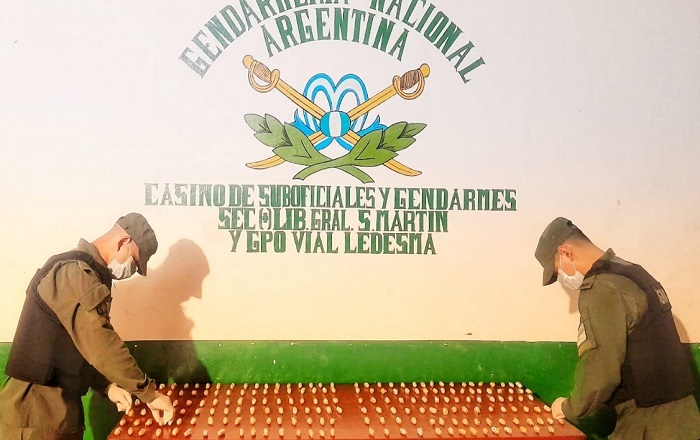 GENDARMERIA NACIONAL
ARGENTINA
CASINO DE SUBOFICIALES Y GENDARMES
SEC "LIB. GRAL. S. MARTIN
Y GPO VIAL LEDESMA